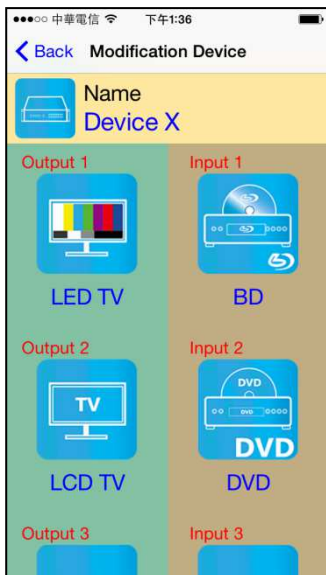 中華電信 下午1:36
Back Modification Device
Name
Device X
Output 1 Input 1
LED TV BD
Output 2 Input 2
TV DVD
DVD
LCD TV DVD
Output 3 Input 3